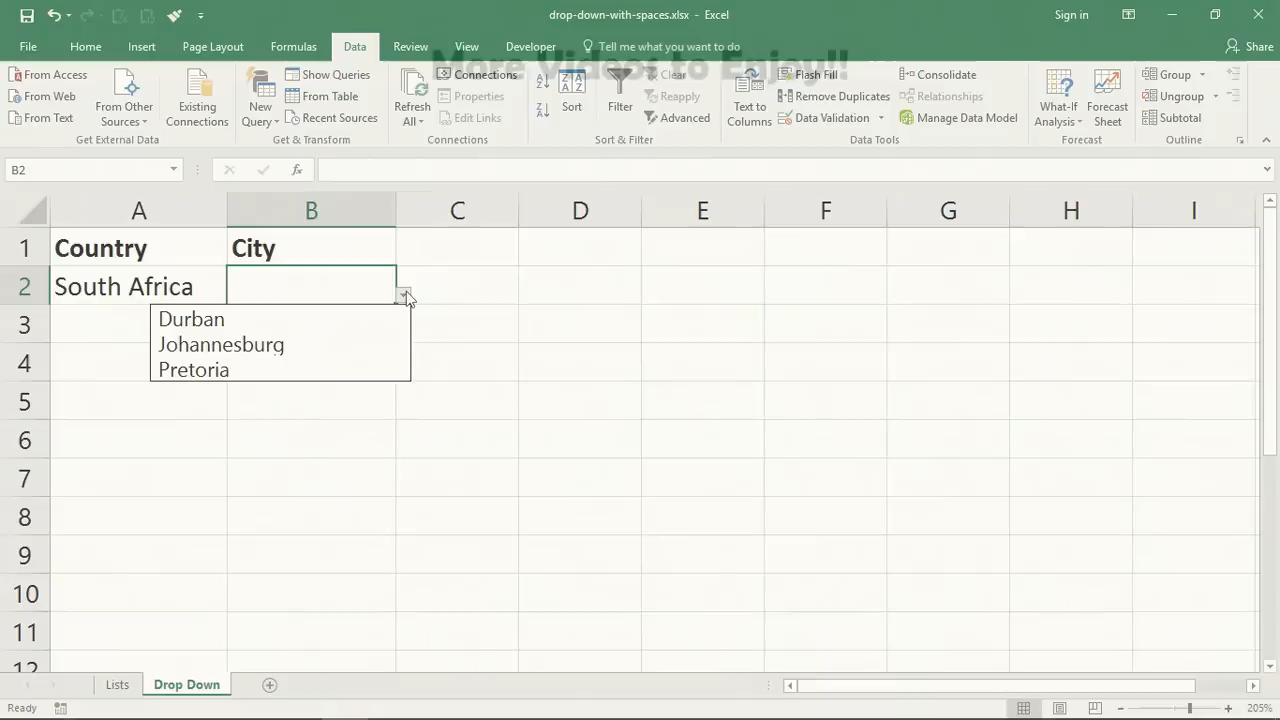 drop-down-with-spaces.xlsx - Excel
Sign in
File Home Insert Page Layout Formulas Data Review View Developer Tell me what you want to do Share
More Videos to Enjoy!!
From Access
From Web
From Text
From Other Sources
Existing Connections
Get External Data
New Query
Show Queries
From Table
Recent Sources
Get & Transform
Refresh All
Connections
Properties
Edit Links
Connections
Sort
Filter
Clear
Reapply
Advanced
Sort & Filter
Text to Columns
Flash Fill
Remove Duplicates
Data Validation
Consolidate
Relationships
Manage Data Model
Data Tools
What-If Analysis
Forecast Sheet
Forecast
Group
Ungroup
Subtotal
Outline
B2
fx
A B C D E F G H I
1 Country City
2 South Africa
Durban
Johannesburg
Pretoria
3
4
5
6
7
8
9
10
11
12
Lists Drop Down
Ready
205%